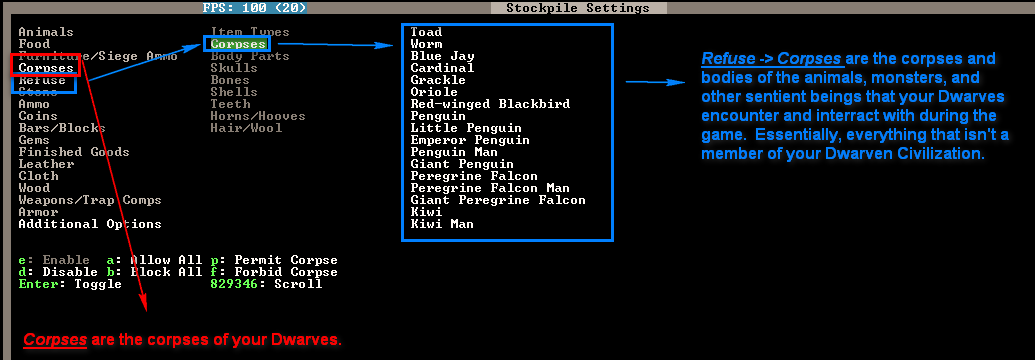 FPS: 100 (20)
Stockpile Settings
Animals
Food
Furniture/Siege Ammo
Corpses
Refuse
Stone
Ammo
Coins
Bars/Blocks
Gems
Finished Goods
Leather
Cloth
Wood
Weapons/Trap Comps
Armor
Additional Options
Item Types
Corpses
Body Parts
Skulls
Bones
Shells
Teeth
Horns/Hooves
Hair/Wool
Toad
Worm
Blue Jay
Cardinal
Grackle
Oriole
Red-winged Blackbird
Penguin
Little Penguin
Emperor Penguin
Penguin Man
Giant Penguin
Peregrine Falcon
Peregrine Falcon Man
Giant Peregrine Falcon
Kiwi
Kiwi Man
Refuse -> Corpses are the corpses and
bodies of the animals, monsters, and
other sentient beings that your Dwarves
encounter and interract with during the
game.  Essentially, everything that isn't a
member of your Dwarven Civilization.
e: Enable  a: Allow All p: Permit Corpse
d: Disable b: Block All f: Forbid Corpse
Enter: Toggle 829346: Scroll
Corpses are the corpses of your Dwarves.